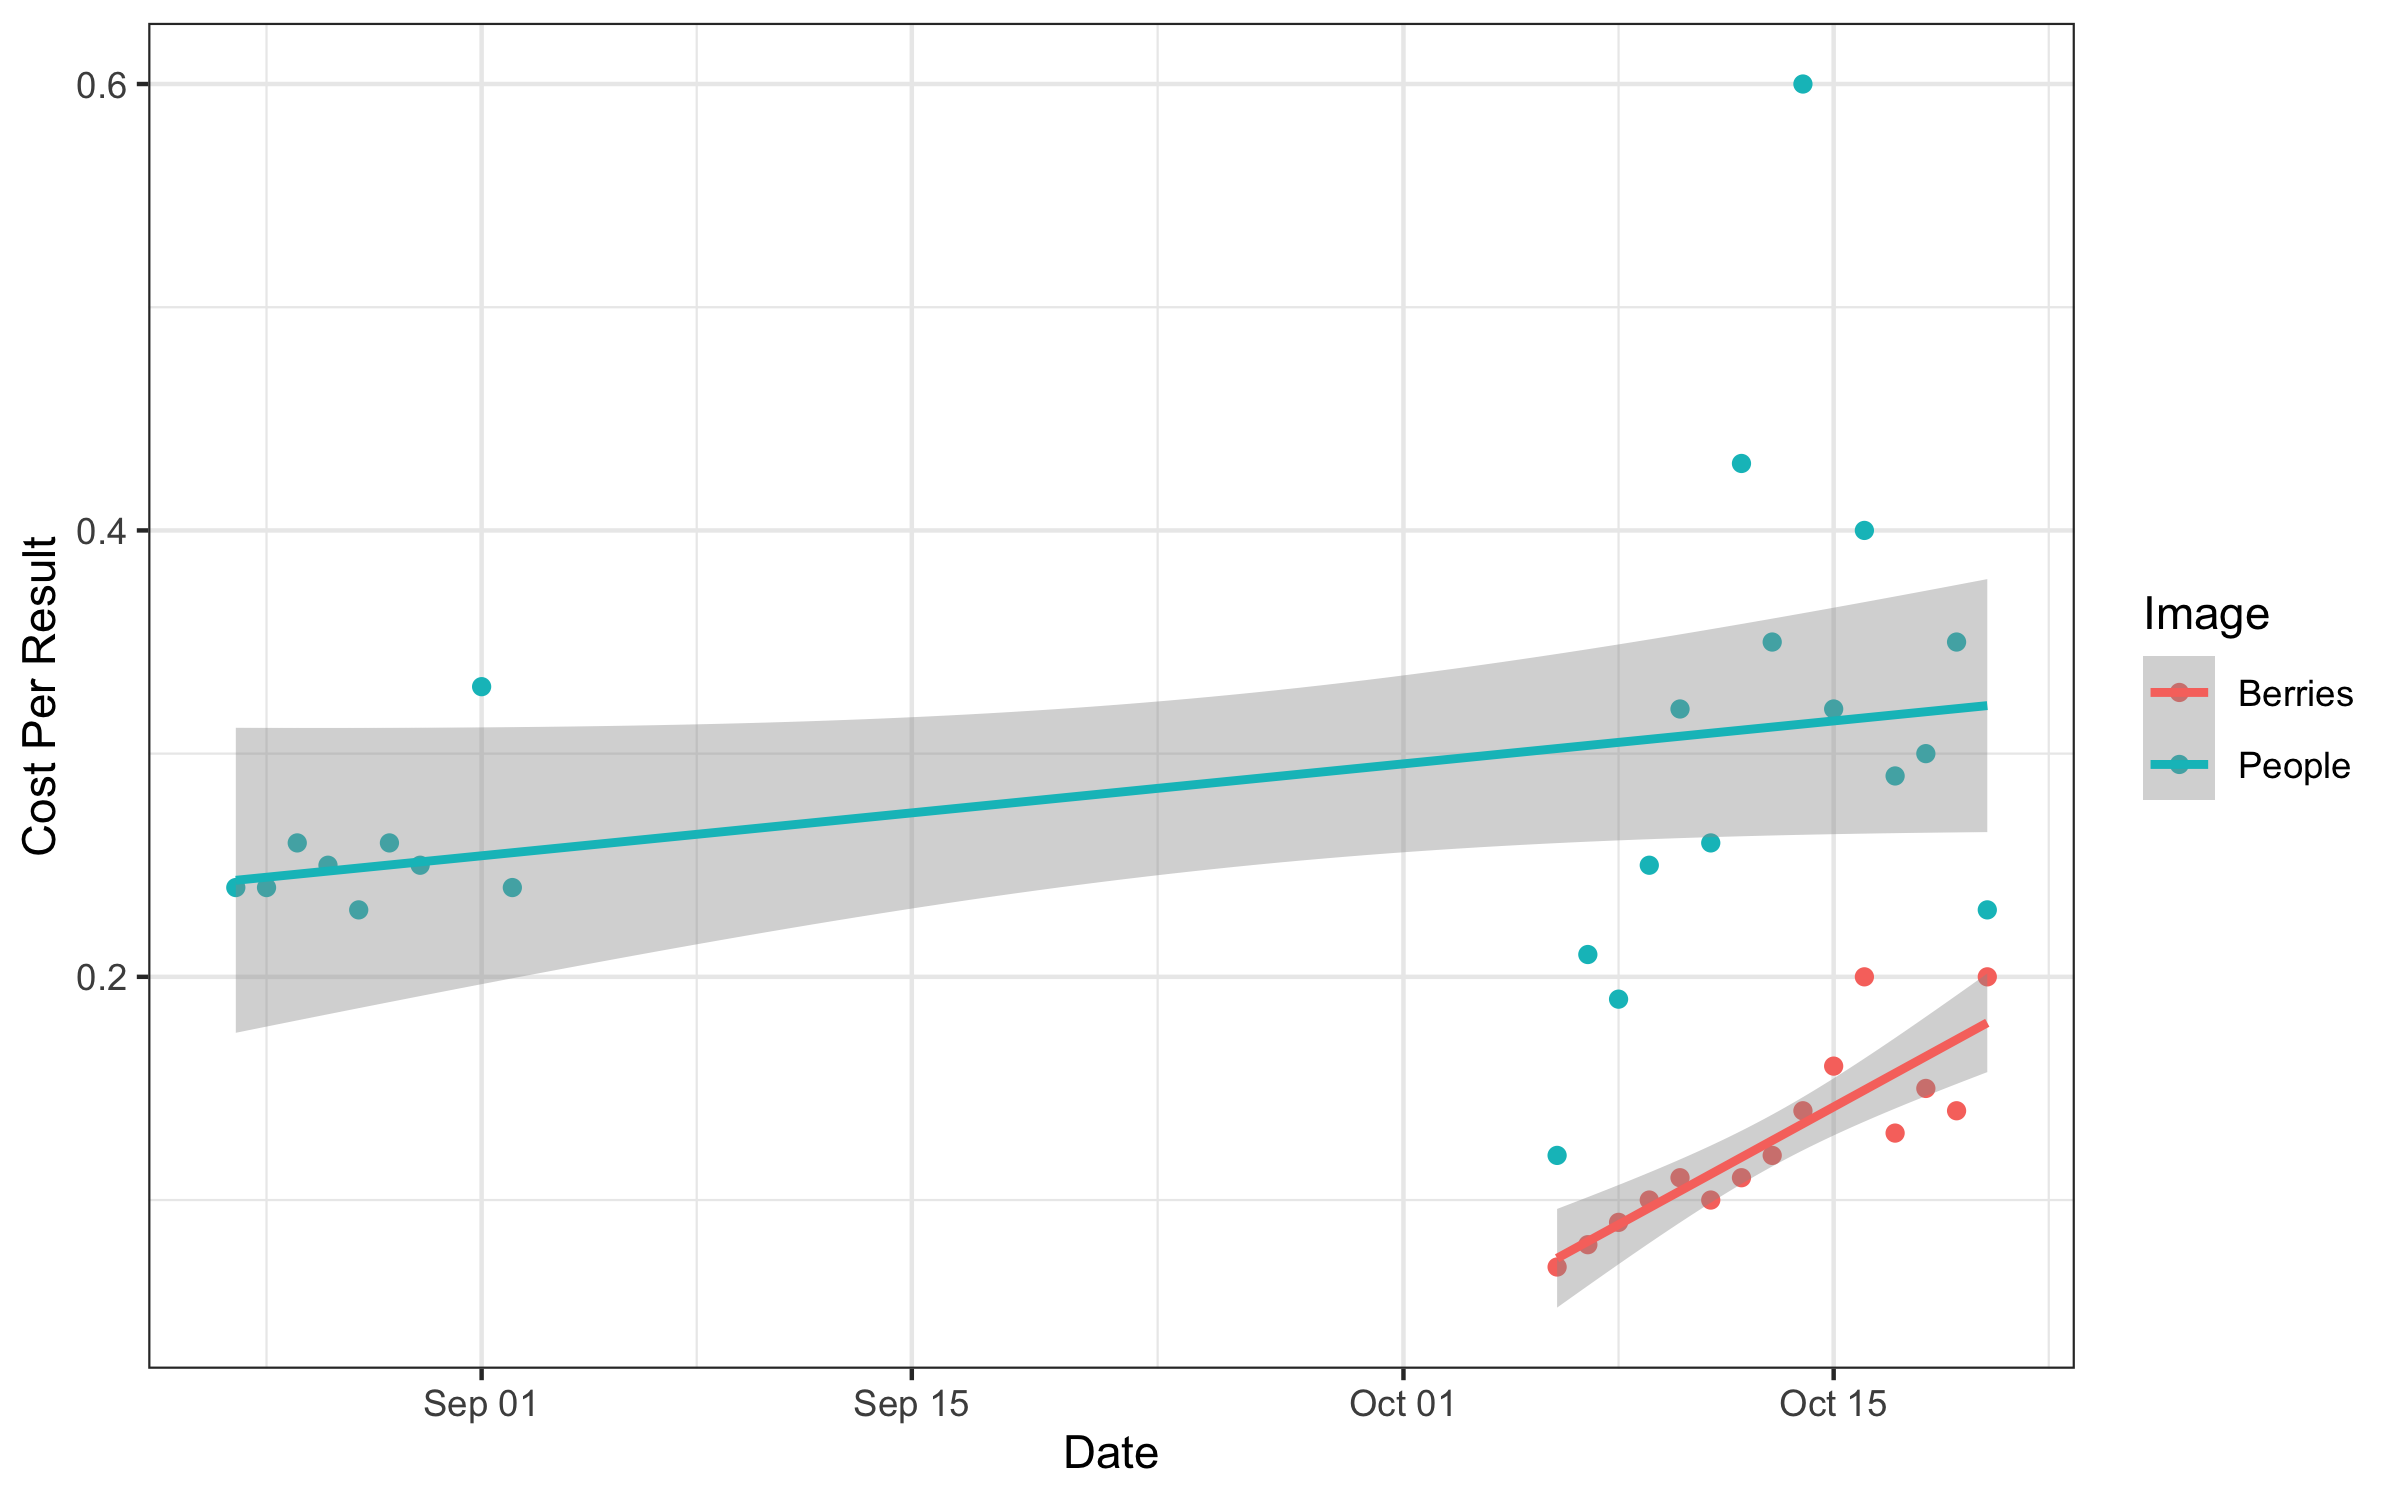 0.6
0.4
0.2
Cost Per Result
Sep 01
Sep 15
Oct 01
Oct 15
Date
Image
Berries
People